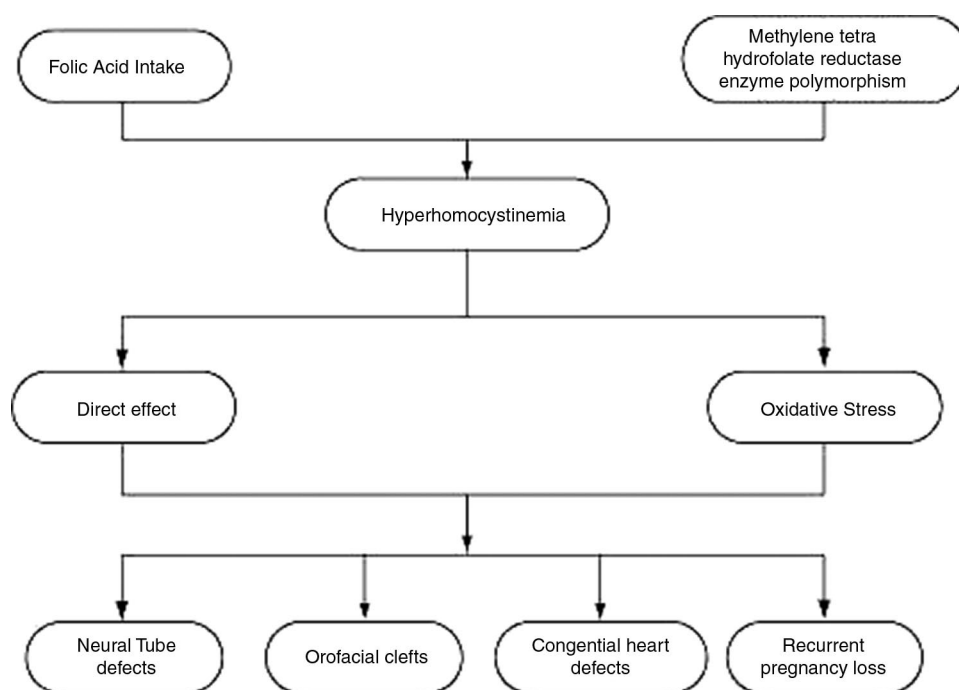 Folic Acid Intake
Methylene tetra
hydrofolate reductase
enzyme polymorphism
Hyperhomocystinemia
Direct effect
Oxidative Stress
Neural Tube
defects
Orofacial clefts
Congential heart
defects
Recurrent
pregnancy loss